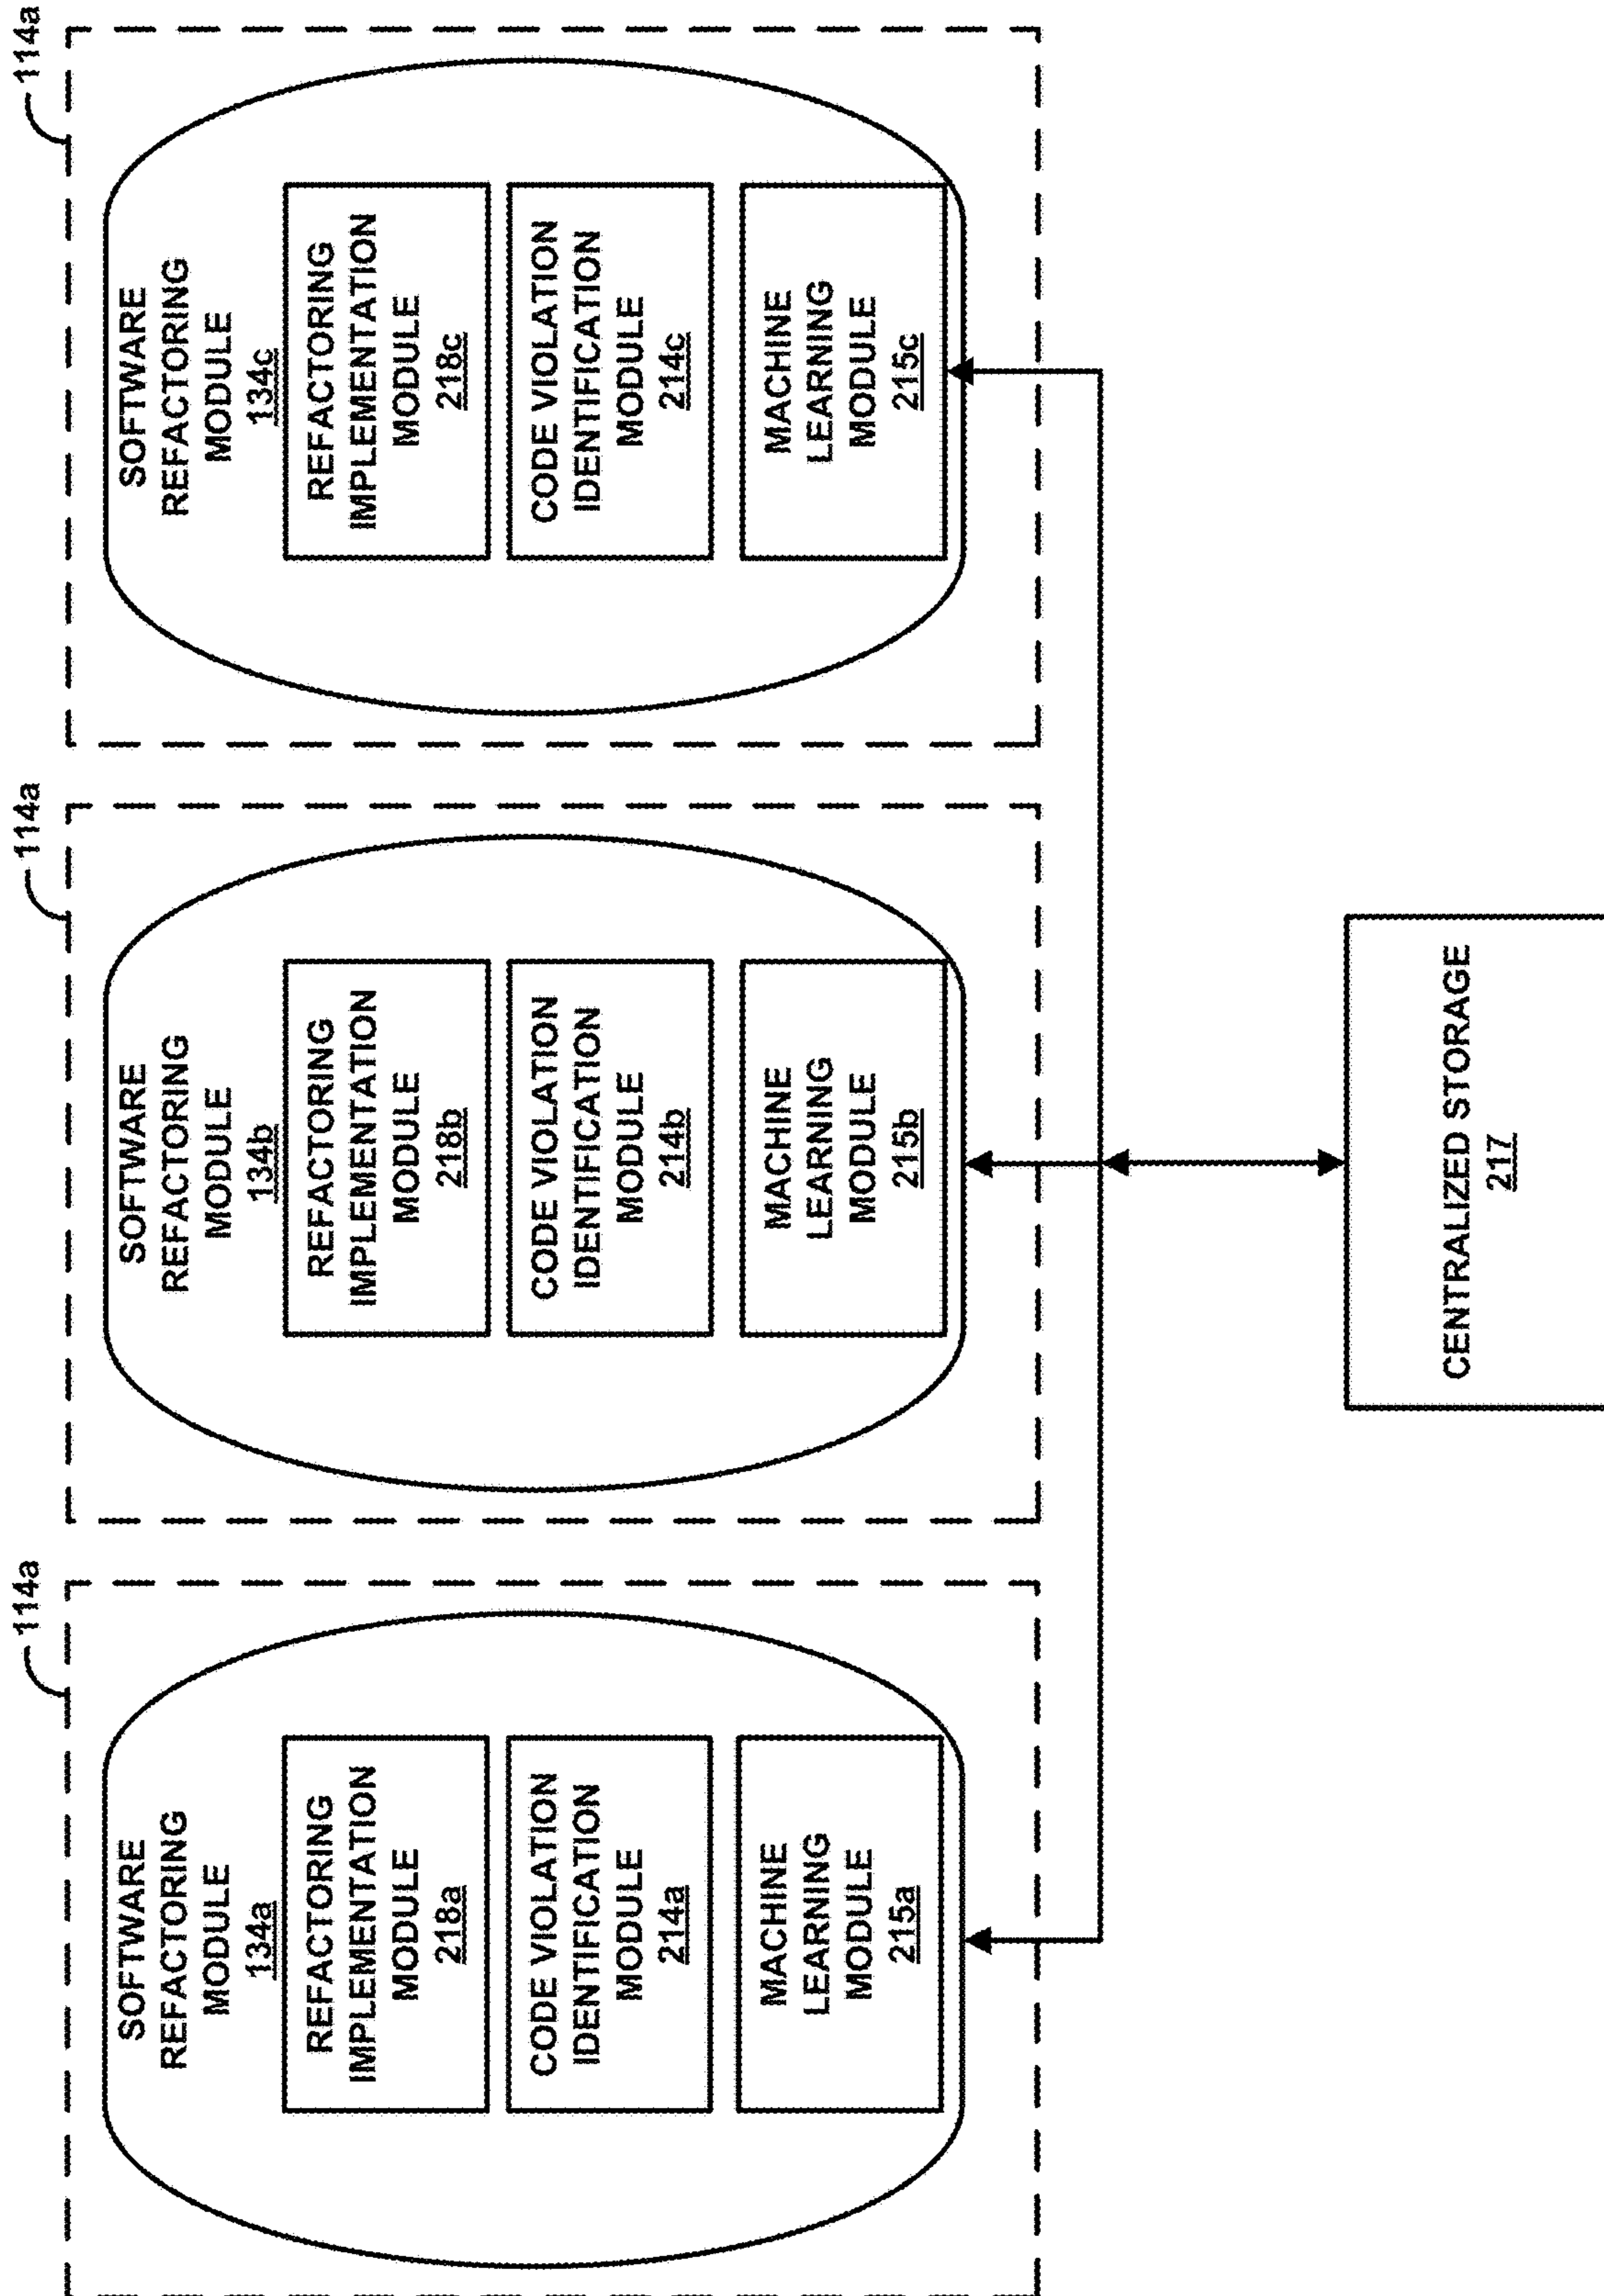 114a
SOFTWARE
REFACTORING
MODULE
134a
REFACTORING
IMPLEMENTATION
MODULE
218a
CODE VIOLATION
IDENTIFICATION
MODULE
214a
MACHINE
LEARNING
MODULE
215a
114a
SOFTWARE
REFACTORING
MODULE
134b
REFACTORING
IMPLEMENTATION
MODULE
218b
CODE VIOLATION
IDENTIFICATION
MODULE
214b
MACHINE
LEARNING
MODULE
215b
114a
SOFTWARE
REFACTORING
MODULE
134c
REFACTORING
IMPLEMENTATION
MODULE
218c
CODE VIOLATION
IDENTIFICATION
MODULE
214c
MACHINE
LEARNING
MODULE
215c
CENTRALIZED STORAGE
217